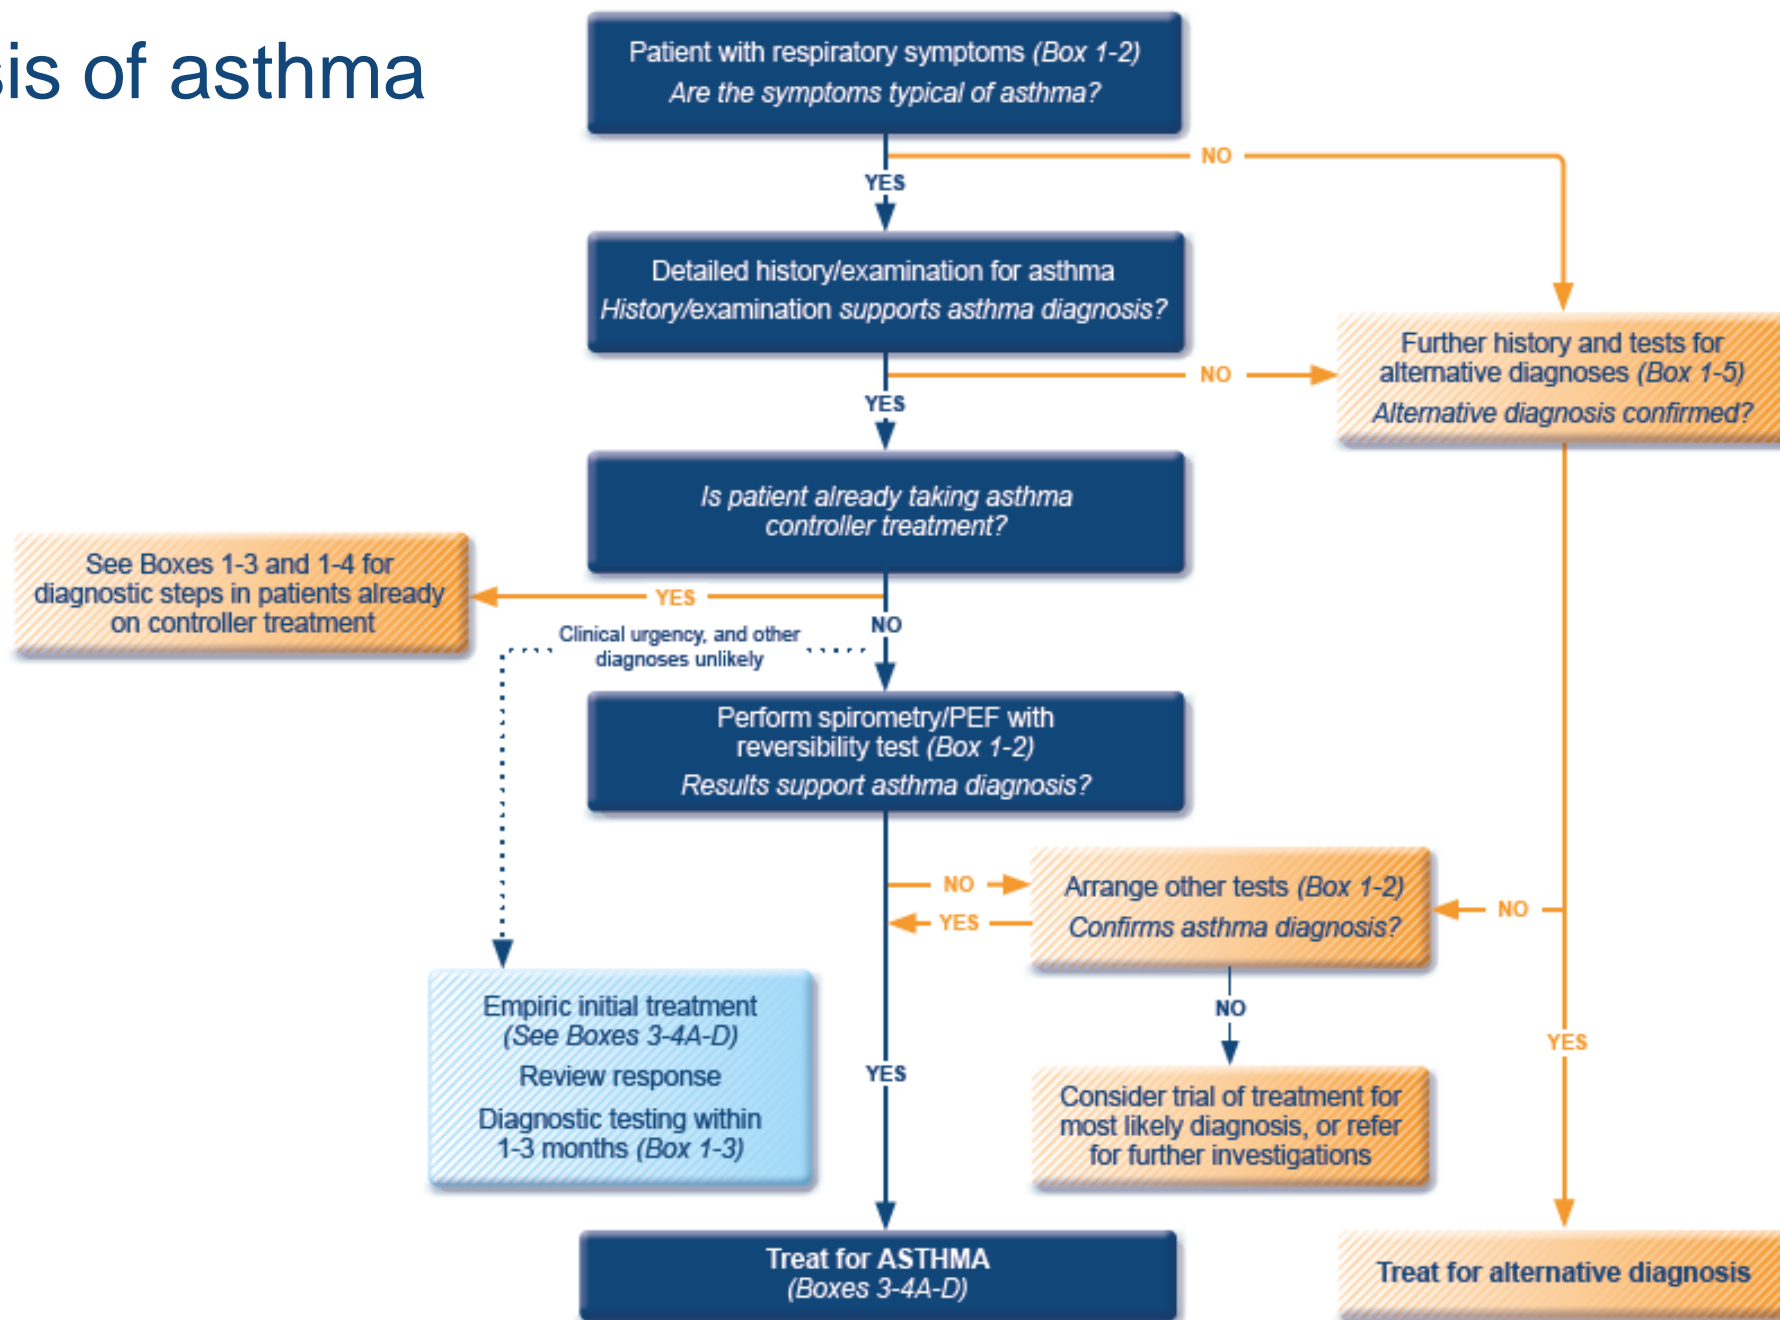 sis of asthma
Patient with respiratory symptoms (Box 1-2)
Are the symptoms typical of asthma?
NO
YES
Detailed history/examination for asthma
History/examination supports asthma diagnosis?
Further history and tests for
alternative diagnoses (Box 1-5)
Alternative diagnosis confirmed?
NO
YES
Is patient already taking asthma
controller treatment?
See Boxes 1-3 and 1-4 for
diagnostic steps in patients already
on controller treatment
YES
NO
Clinical urgency, and other
diagnoses unlikely
Perform spirometry/PEF with
reversibility test (Box 1-2)
Results support asthma diagnosis?
NO
YES
Arrange other tests (Box 1-2)
Confirms asthma diagnosis?
NO
NO
YES
Empiric initial treatment
(See Boxes 3-4A-D)
Review response
Diagnostic testing within
1-3 months (Box 1-3)
YES
Consider trial of treatment for
most likely diagnosis, or refer
for further investigations
Treat for ASTHMA
(Boxes 3-4A-D)
Treat for alternative diagnosis